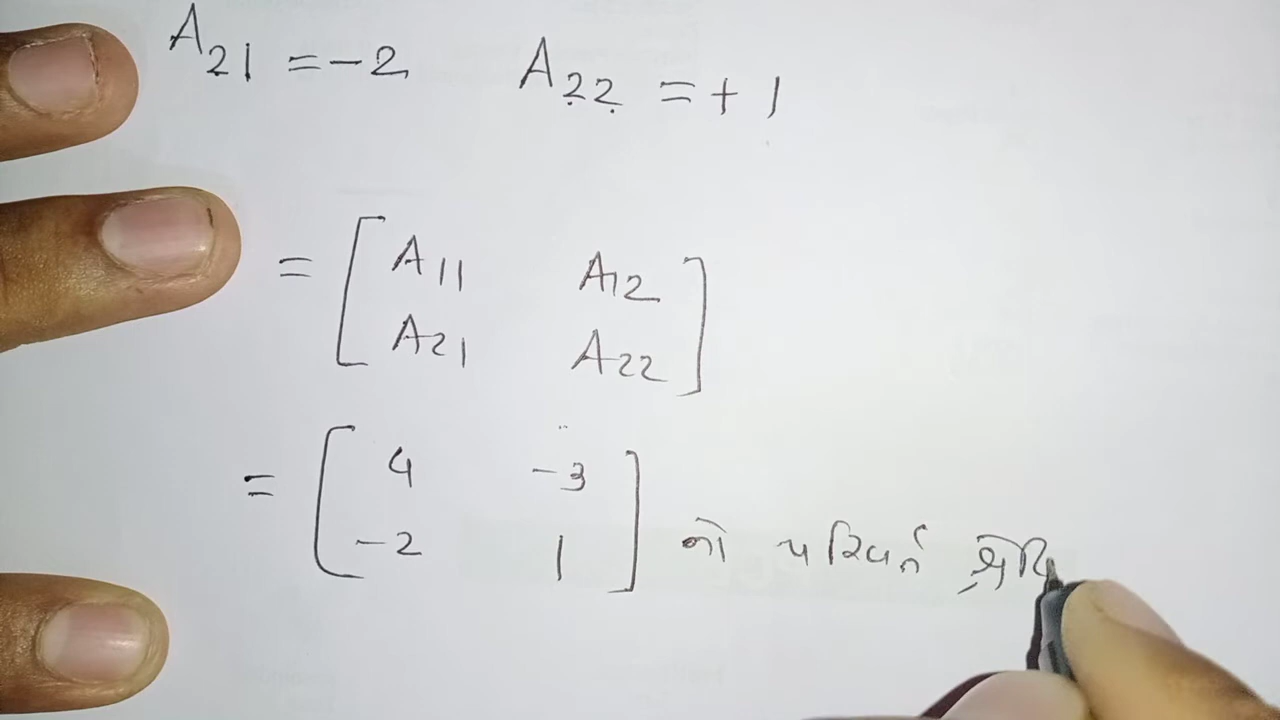 A₂₁ = -2 A₂₂ = +1
= [ A₁₁ A₁₂
A₂₁ A₂₂ ]
= [ 4 -3
-2 1 ] નો પરિવર્ત શ્રેણિ